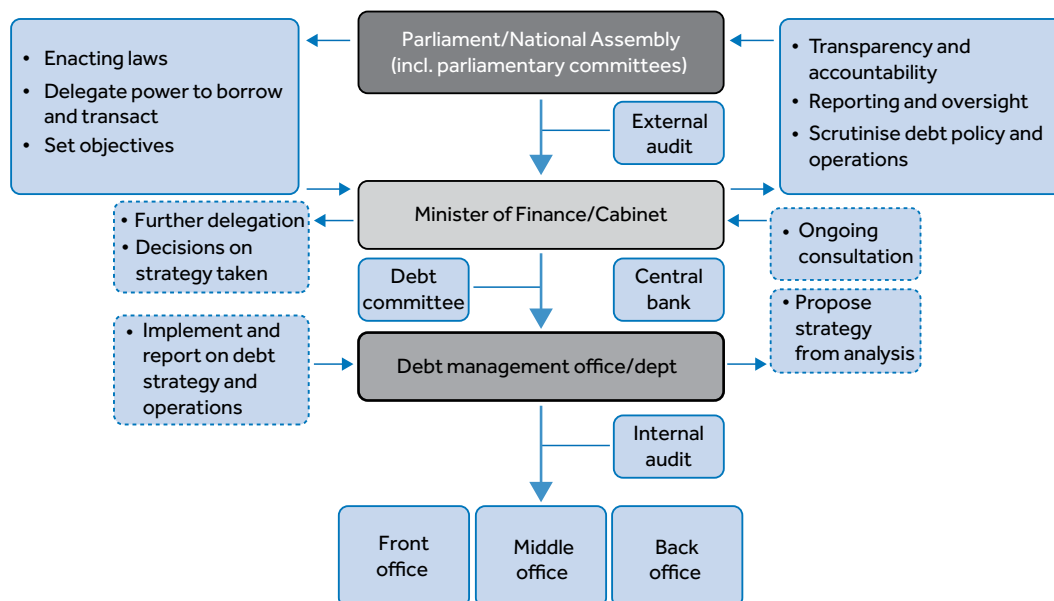 Parliament/National Assembly
(incl. parliamentary committees)
• Enacting laws
• Delegate power to borrow
and transact
• Set objectives
• Transparency and
accountability
• Reporting and oversight
• Scrutinise debt policy and
operations
External
audit
Minister of Finance/Cabinet
• Further delegation
• Decisions on
strategy taken
• Ongoing
consultation
Debt
committee
Central
bank
• Propose
strategy
from analysis
• Implement and
report on debt
strategy and
operations
Debt management office/dept
Internal
audit
Front
office
Middle
office
Back
office